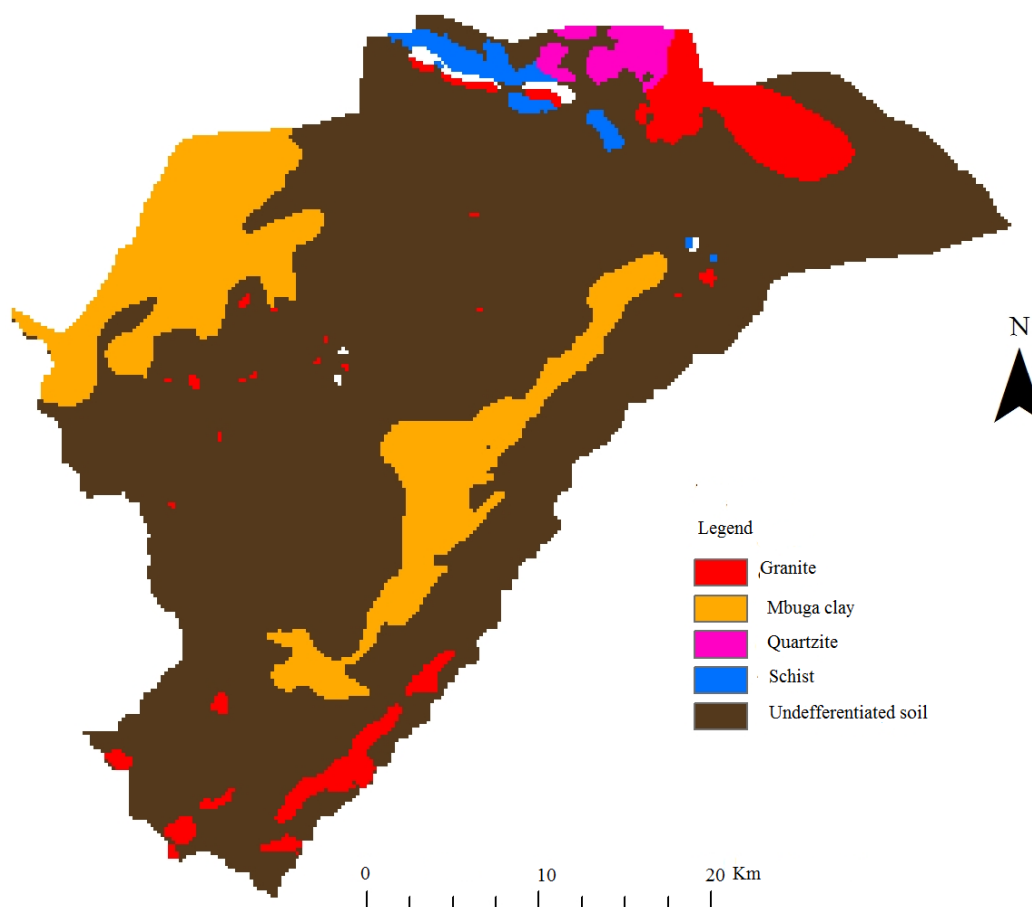 N
Legend
Granite
Mbuga clay
Quartzite
Schist
Undefferentiated soil
0 10 20 Km